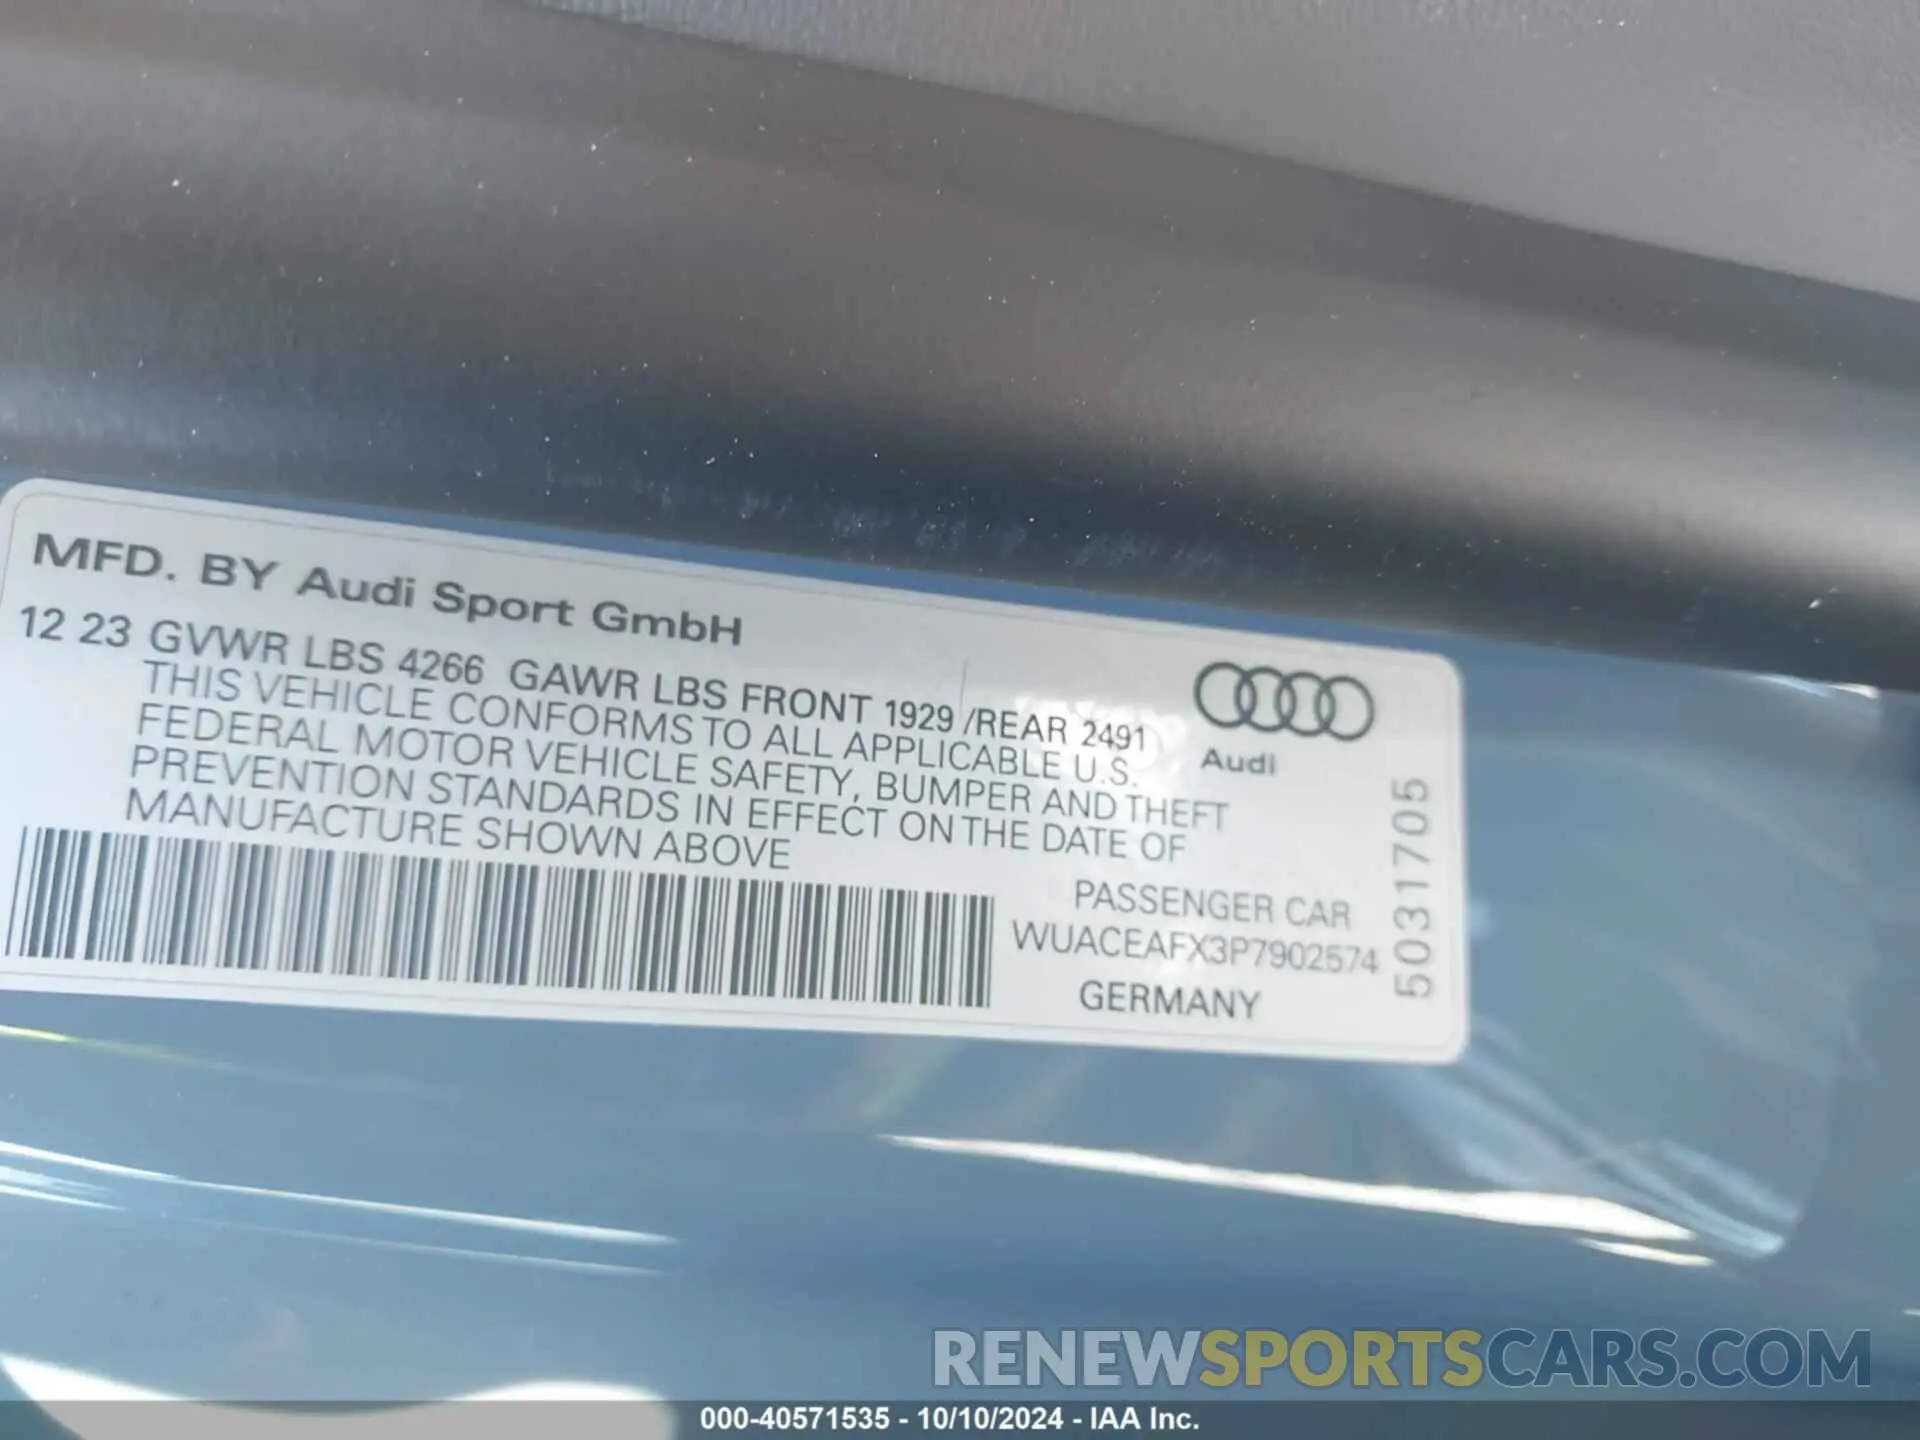 MFD. BY Audi Sport GmbH
12 23 GVWR LBS 4266 GAWR LBS FRONT 1929 /REAR 2491
THIS VEHICLE CONFORMS TO ALL APPLICABLE U.S.
FEDERAL MOTOR VEHICLE SAFETY, BUMPER AND THEFT
PREVENTION STANDARDS IN EFFECT ON THE DATE OF
MANUFACTURE SHOWN ABOVE
Audi
PASSENGER CAR
WUACEAFX3P7902574
GERMANY
5031705
RENEWSPORTSCARS.COM
000-40571535 - 10/10/2024 - IAA Inc.